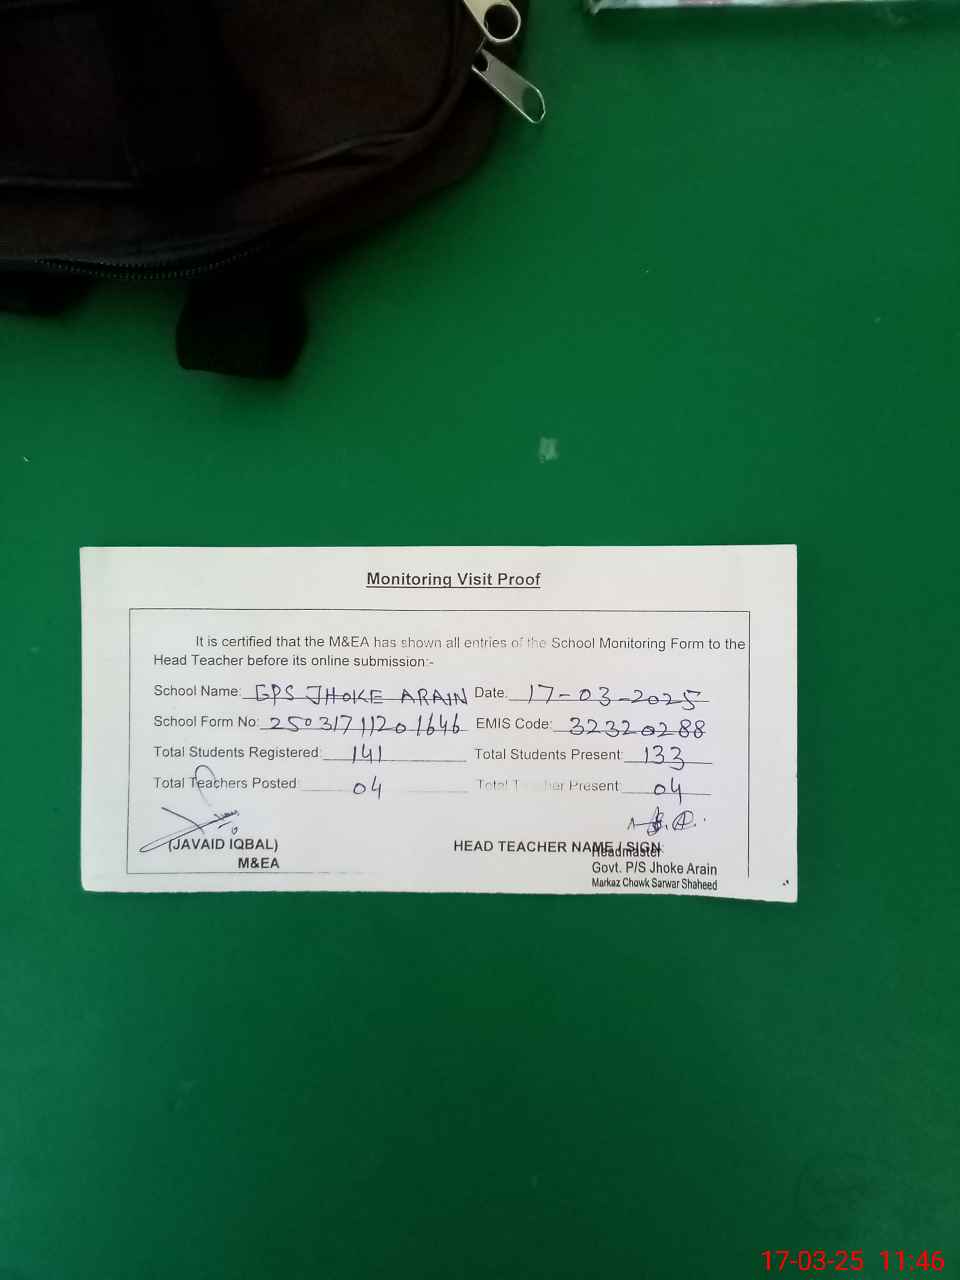 Monitoring Visit Proof
It is certified that the M&EA has shown all entries of the School Monitoring Form to the
Head Teacher before its online submission:-
School Name: GPS JHOKE ARAIN Date: 17-03-2025
School Form No: 25031711201646 EMIS Code: 32320288
Total Students Registered: 141 Total Students Present: 133
Total Teachers Posted: 04 Total Teacher Present: 04
(JAVAID IQBAL) HEAD TEACHER NAME / SIGN:
M&EA
Headmaster
Govt. P/S Jhoke Arain
Markaz Chowk Sarwar Shaheed
17-03-25 11:46